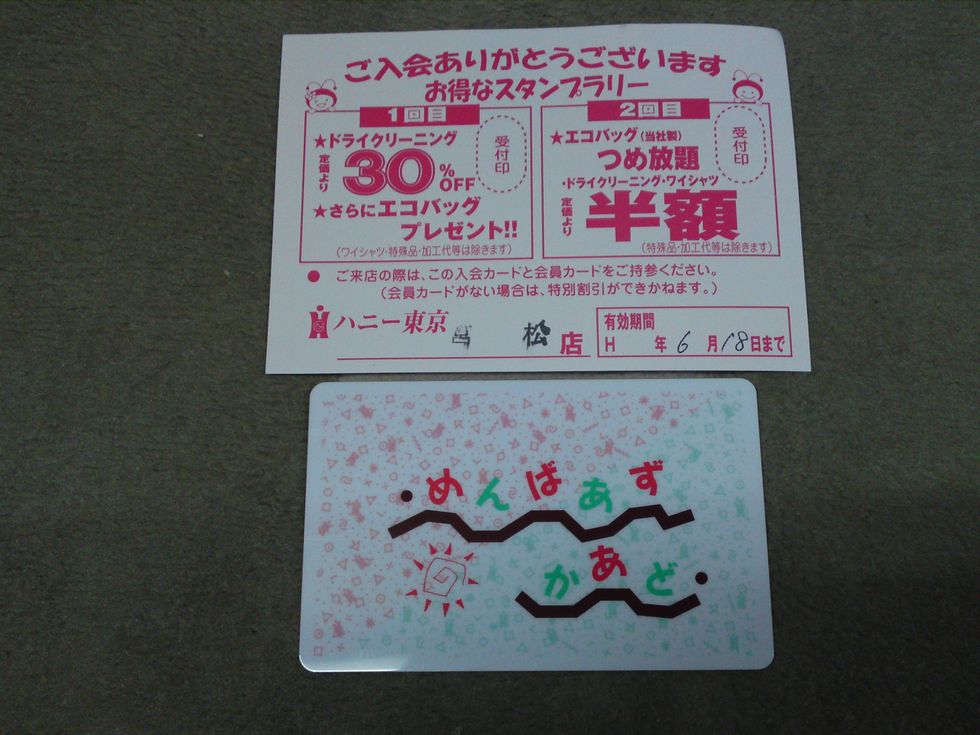 ご入会ありがとうございます
お得なスタンプラリー
1回目
★ドライクリーニング
定価より
30%OFF
★さらにエコバッグ
プレゼント!!
(ワイシャツ・特殊品・加工代等は除きます)
受付印
2回目
★エコバッグ(当社製)
つめ放題
・ドライクリーニング・ワイシャツ
定価より
半額
(特殊品・加工代等は除きます)
受付印
● ご来店の際は、この入会カードと会員カードをご持参ください。
(会員カードがない場合は、特別割引ができかねます。)
ハニー東京
松店
有効期間
H 年 6月18日まで
めんばあず
かあど